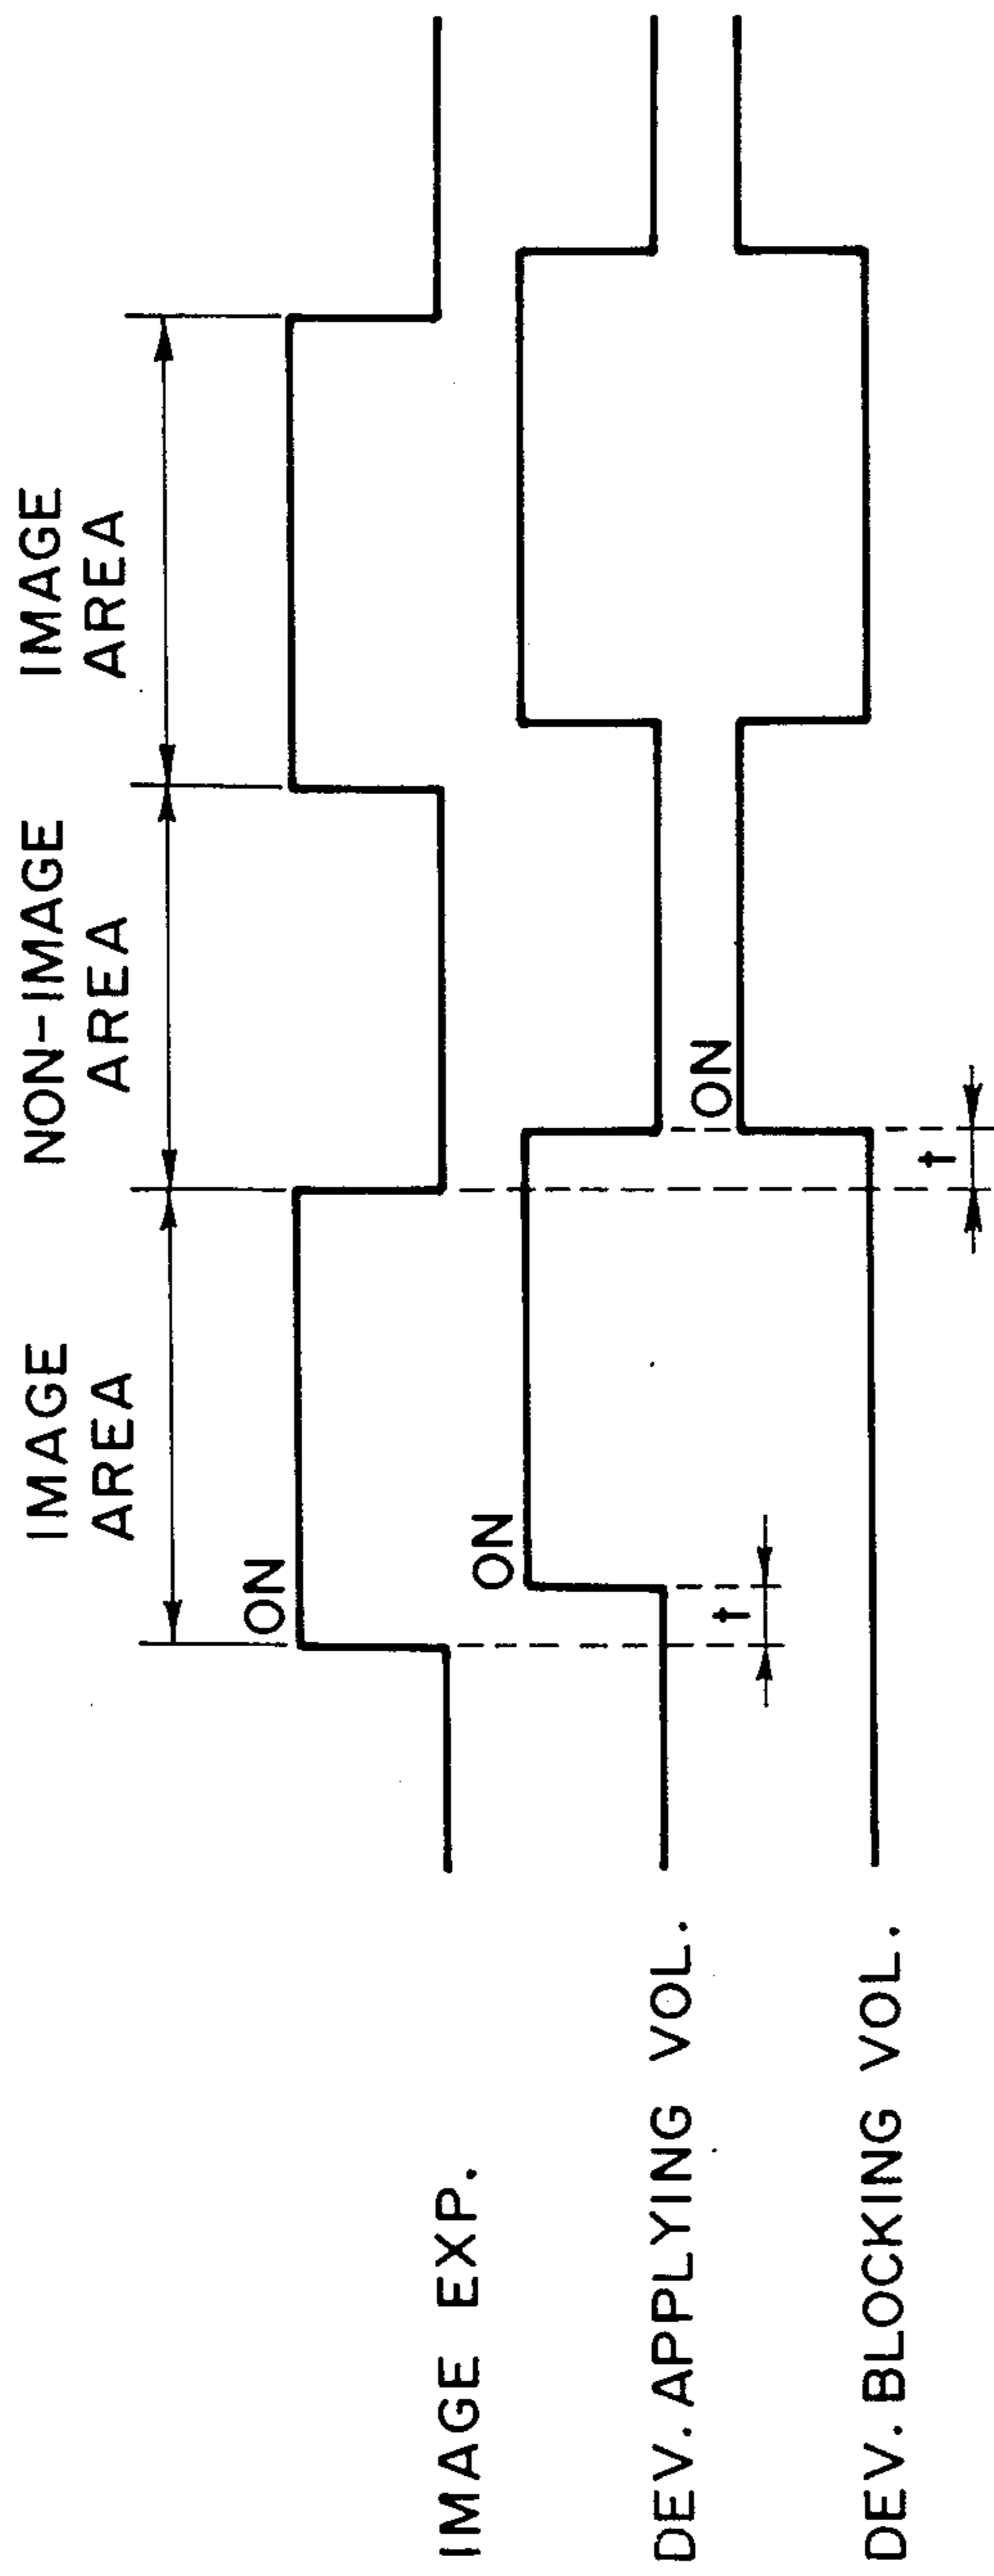 IMAGE
AREA
NON-IMAGE
AREA
IMAGE
AREA
IMAGE EXP.
ON
DEV. APPLYING VOL.
ON
t
DEV. BLOCKING VOL.
ON
t